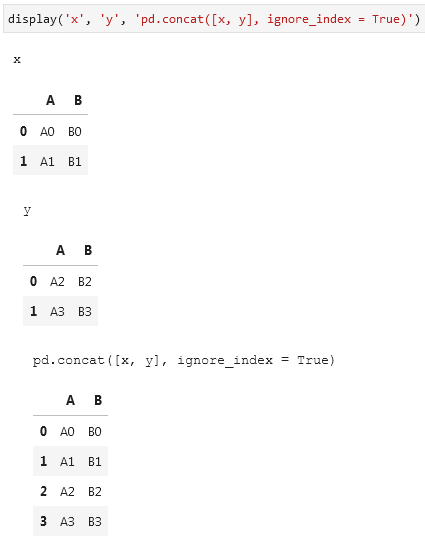 display('x', 'y', 'pd.concat([x, y], ignore_index = True)')
x
A B
0 A0 B0
1 A1 B1
y
A B
0 A2 B2
1 A3 B3
pd.concat([x, y], ignore_index = True)
A B
0 A0 B0
1 A1 B1
2 A2 B2
3 A3 B3